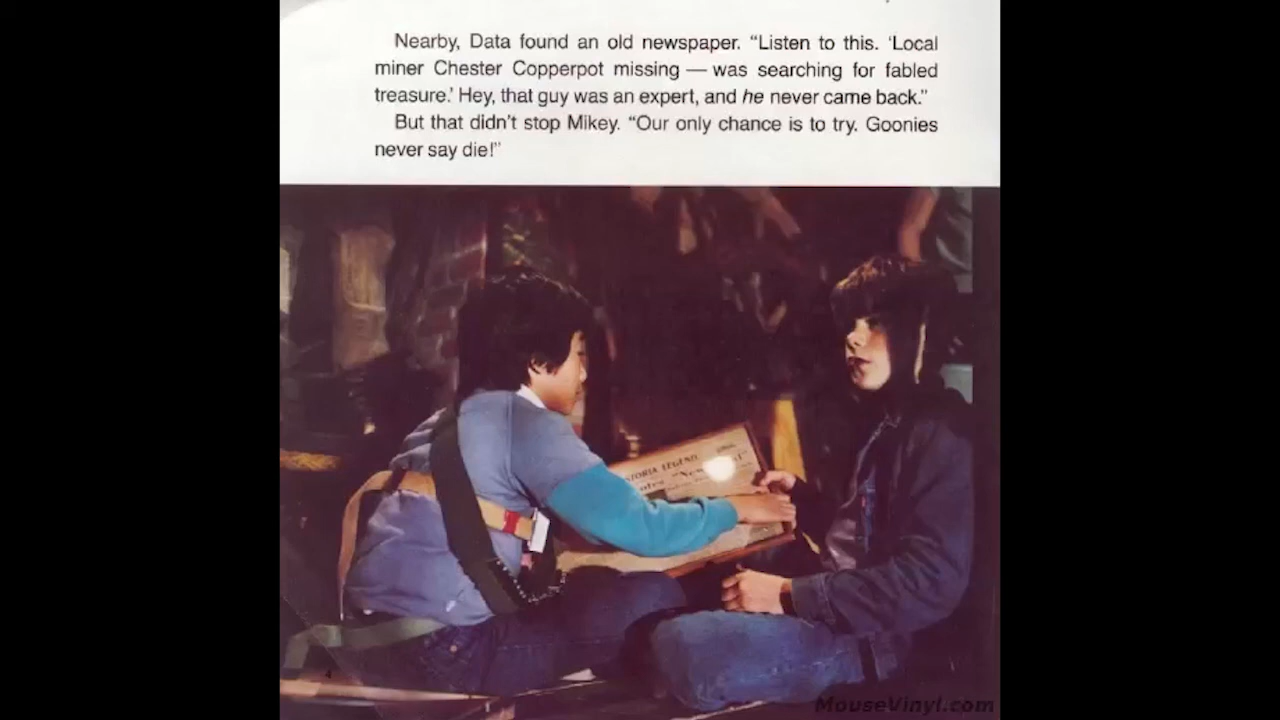 Nearby, Data found an old newspaper. “Listen to this. ‘Local
miner Chester Copperpot missing — was searching for fabled
treasure.’ Hey, that guy was an expert, and he never came back.”
But that didn’t stop Mikey. “Our only chance is to try. Goonies
never say die!”
4
MouseVinyl.com